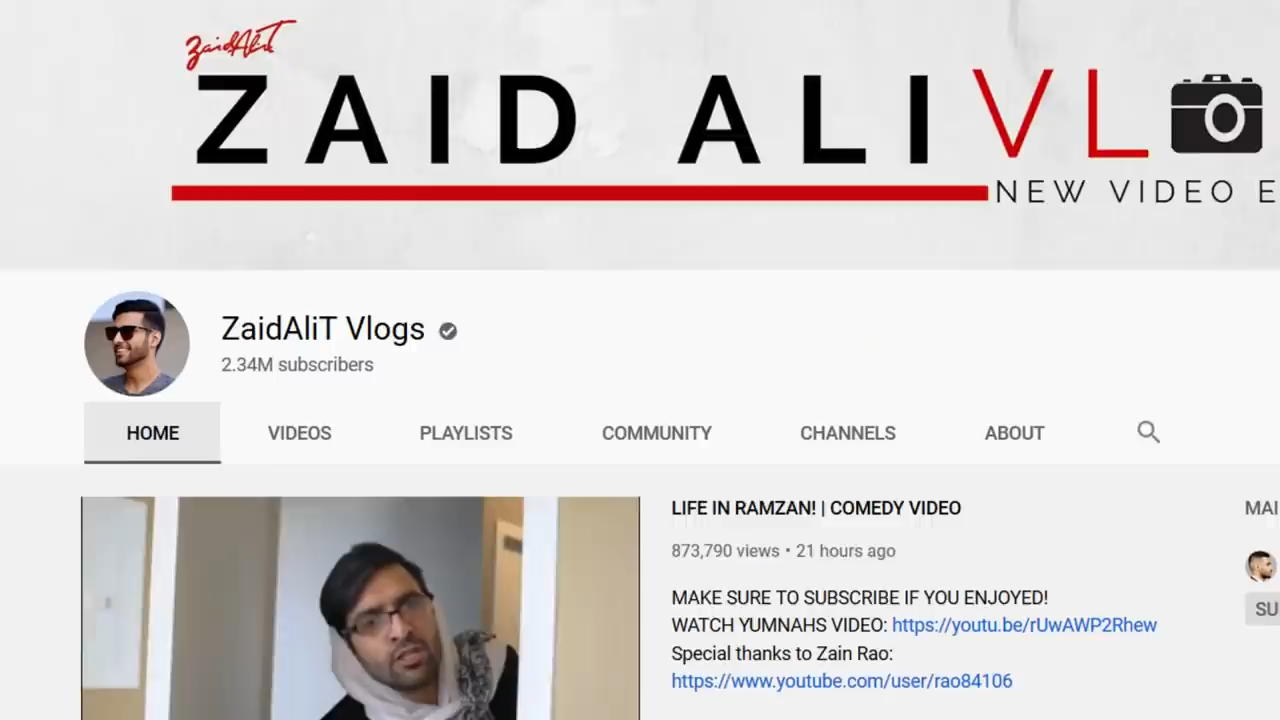 ZaidAliT
ZAID ALI VL
NEW VIDEO E
ZaidAliT Vlogs
2.34M subscribers
HOME VIDEOS PLAYLISTS COMMUNITY CHANNELS ABOUT
LIFE IN RAMZAN! | COMEDY VIDEO
MAI
873,790 views • 21 hours ago
MAKE SURE TO SUBSCRIBE IF YOU ENJOYED!
SU
WATCH YUMNAHS VIDEO: https://youtu.be/rUwAWP2Rhew
Special thanks to Zain Rao:
https://www.youtube.com/user/rao84106